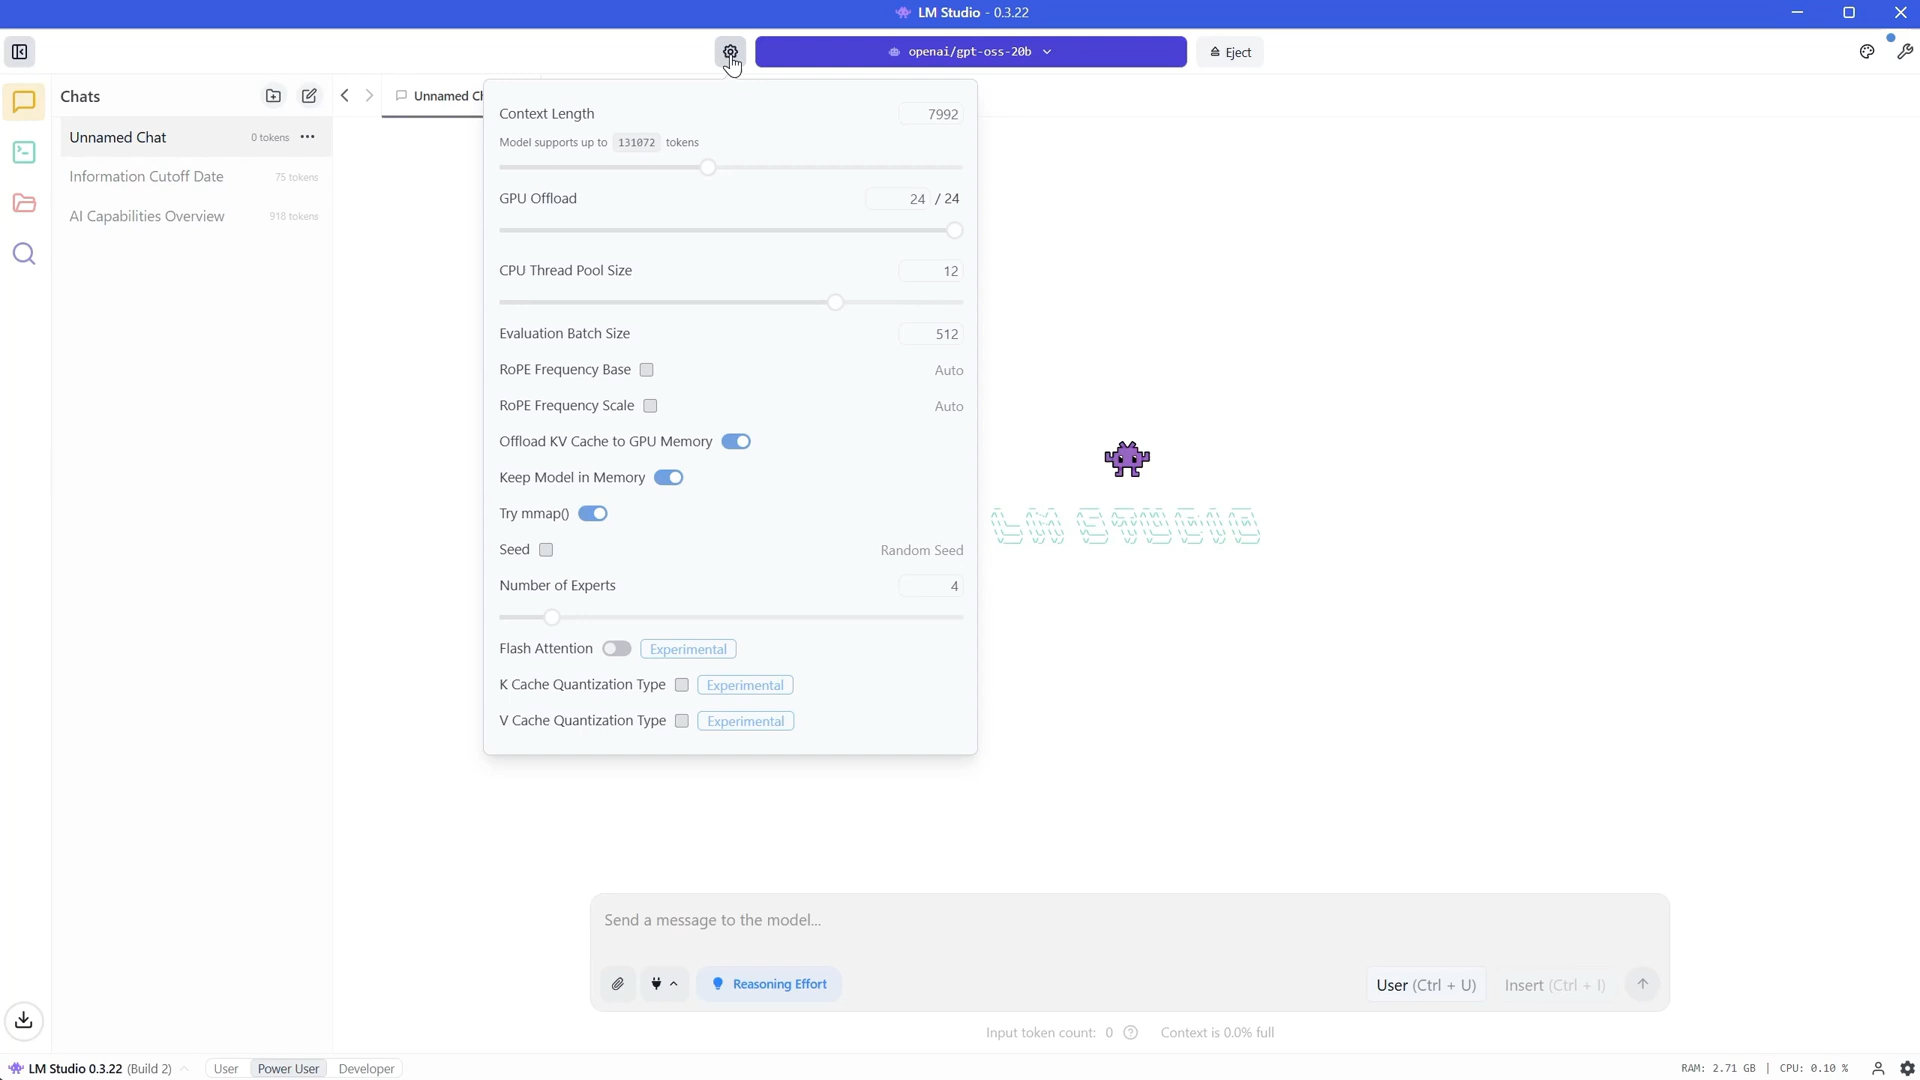 LM Studio - 0.3.22
openai/gpt-oss-20b
Eject
Chats
Unnamed Ch
Unnamed Chat 0 tokens
Information Cutoff Date 75 tokens
AI Capabilities Overview 918 tokens
Context Length 7992
Model supports up to 131072 tokens
GPU Offload 24 / 24
CPU Thread Pool Size 12
Evaluation Batch Size 512
RoPE Frequency Base Auto
RoPE Frequency Scale Auto
Offload KV Cache to GPU Memory
Keep Model in Memory
Try mmap()
Seed Random Seed
Number of Experts 4
Flash Attention Experimental
K Cache Quantization Type Experimental
V Cache Quantization Type Experimental
LM STUDIO
Send a message to the model...
Reasoning Effort
User (Ctrl + U) Insert (Ctrl + I)
Input token count: 0 Context is 0.0% full
LM Studio 0.3.22 (Build 2) User Power User Developer
RAM: 2.71 GB | CPU: 0.10 %